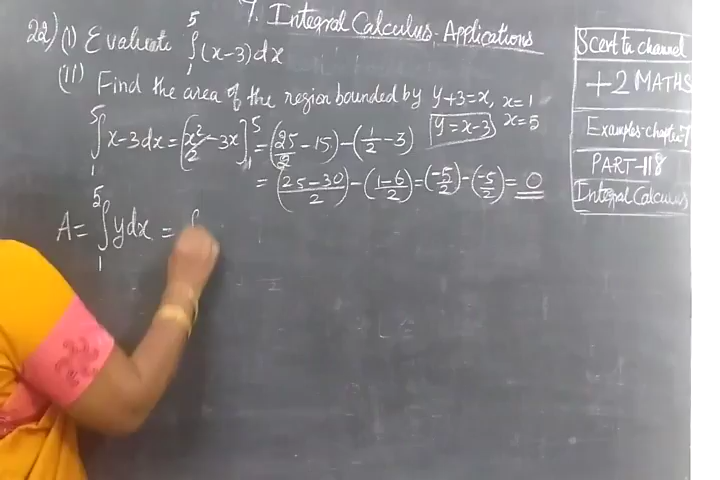 7. Integral Calculus-Applications
22) (i) Evaluate ∫₁⁵ (x-3)dx
(ii) Find the area of the region bounded by y+3=x, x=1
y=x-3 x=5
∫₁⁵ x-3dx = [x²/2 - 3x]₁⁵ = (25/2 - 15) - (1/2 - 3)
= (25-30/2) - (1-6/2) = (-5/2) - (-5/2) = 0
A = ∫₁⁵ ydx = ∫
Scert tn channel
+2 MATHS
Examples-chapter-7
PART-118
Integral Calculus